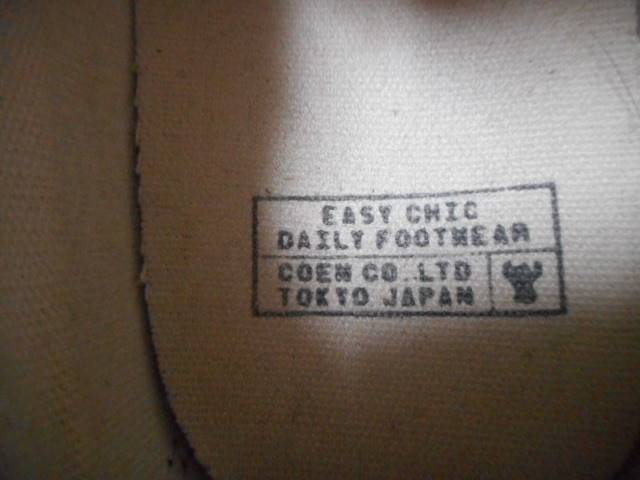 EASY CHIC
DAILY FOOTWEAR
COEN CO.LTD
TOKYO JAPAN